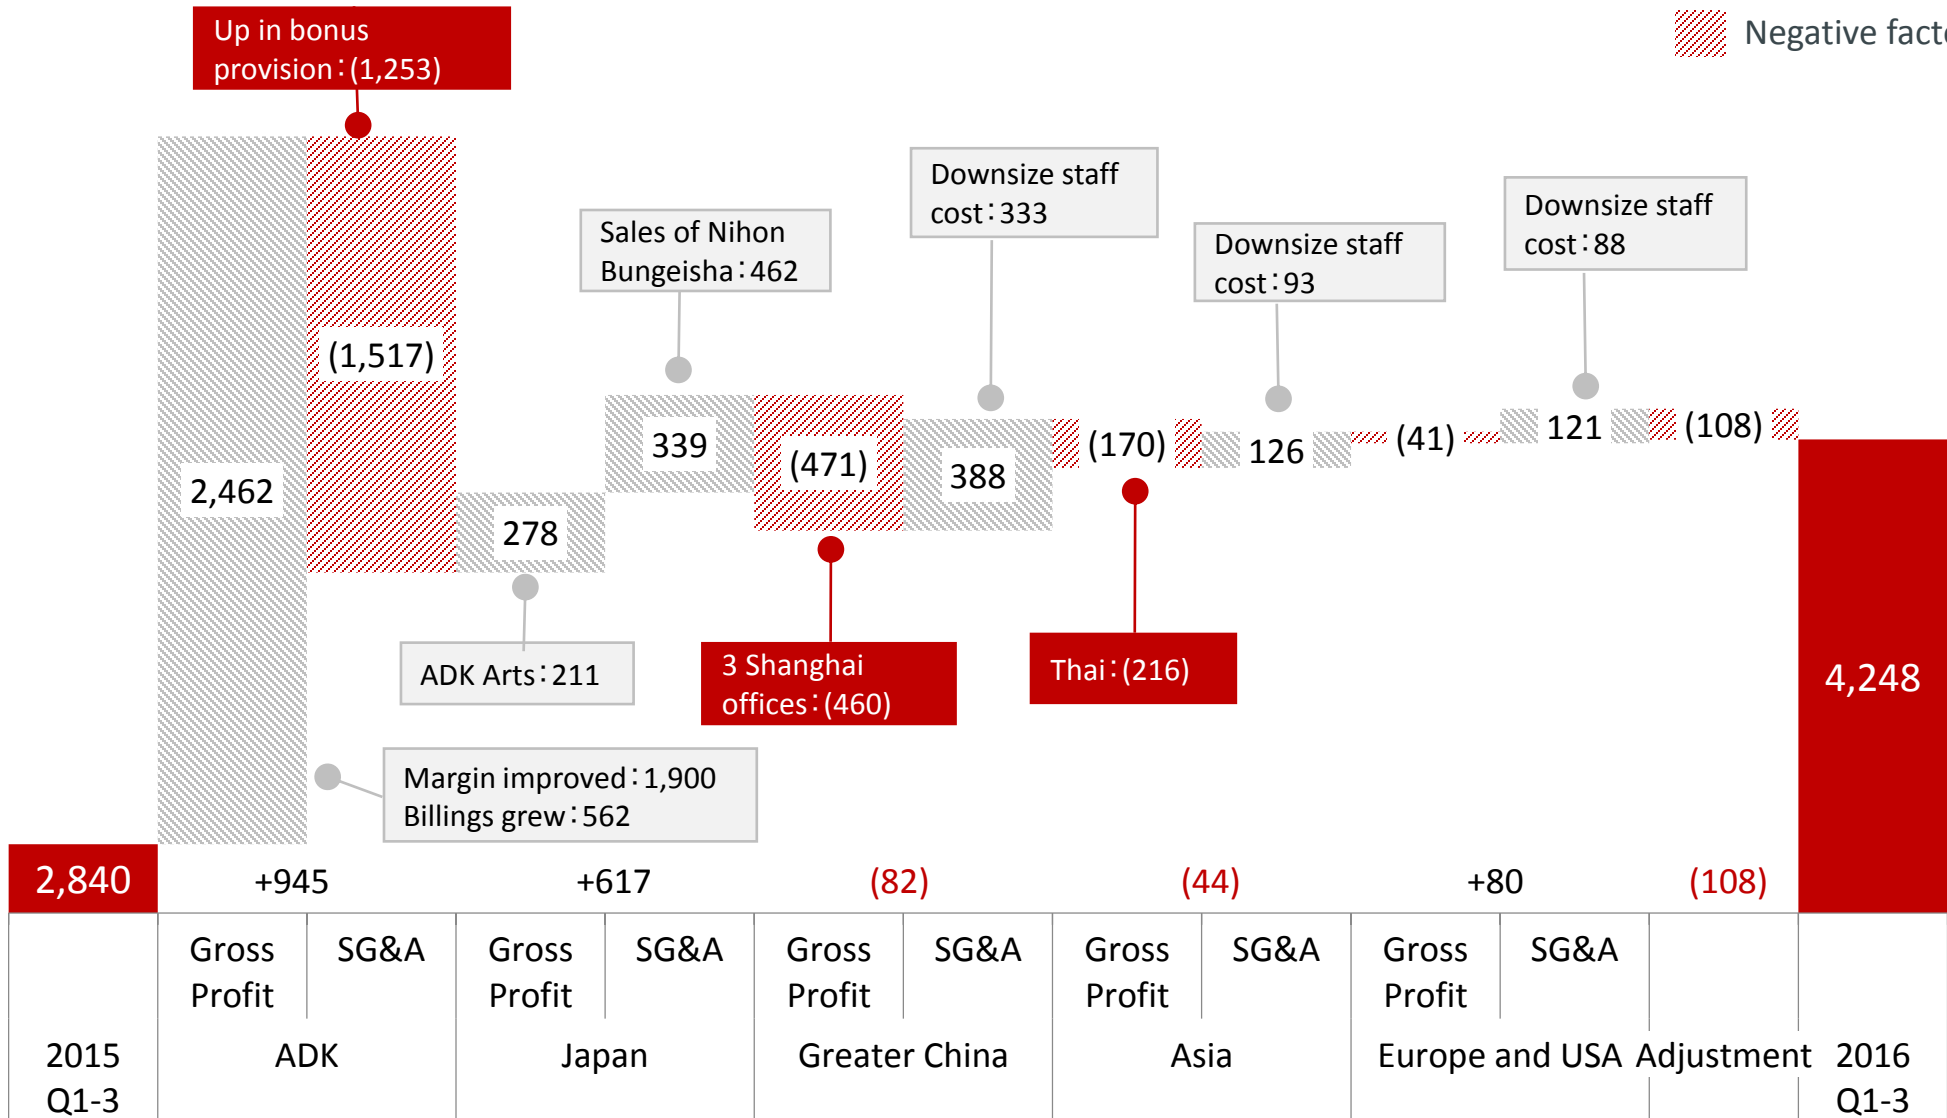 Up in bonus
provision：(1,253)
Negative
Downsize staff
cost：333
Downsize staff
cost：88
Sales of Nihon
Bungeisha：462
Downsize staff
cost：93
(1,517)
339
(471)
388
(170)
126
(41)
121
(108)
2,462
278
ADK Arts：211
3 Shanghai
offices：(460)
Thai：(216)
4,248
Margin improved：1,900
Billings grew：562
2,840
+945
+617
(82)
(44)
+80
(108)
Gross
Profit
SG&A
Gross
Profit
SG&A
Gross
Profit
SG&A
Gross
Profit
SG&A
Gross
Profit
SG&A
2015
Q1-3
ADK
Japan
Greater China
Asia
Europe and USA
Adjustment
2016
Q1-3